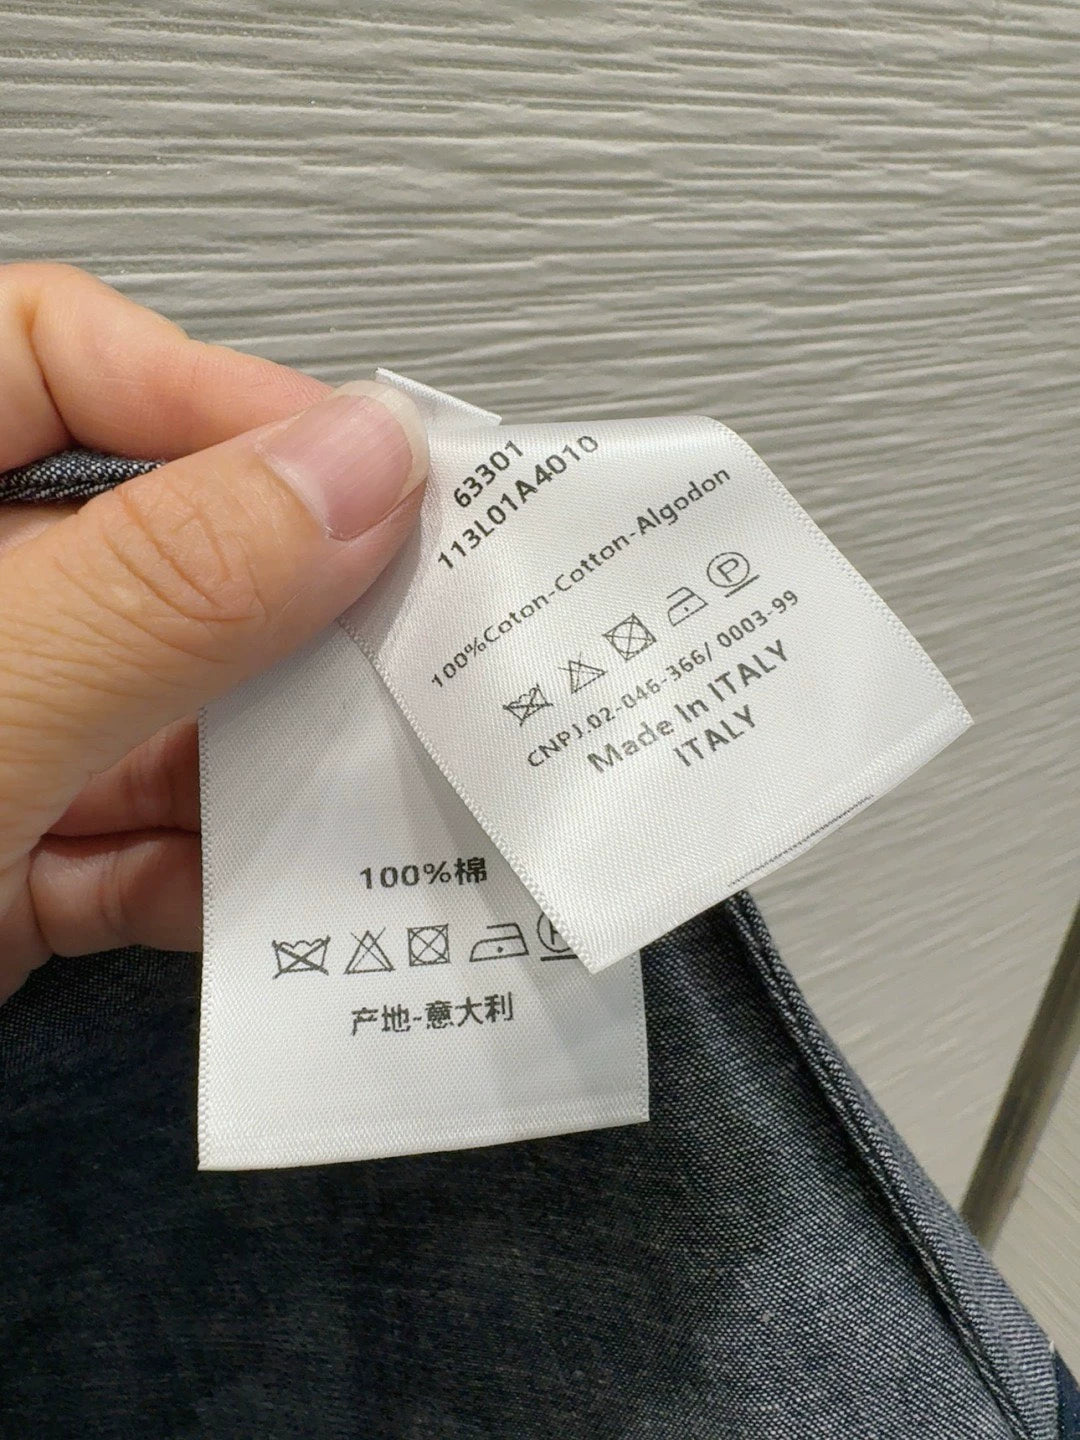 63301
113L01A4010
100%Coton-Cotton-Algodon
P
CNPJ.02-046-366/ 0003-99
Made In ITALY
ITALY
100%棉
P
产地-意大利